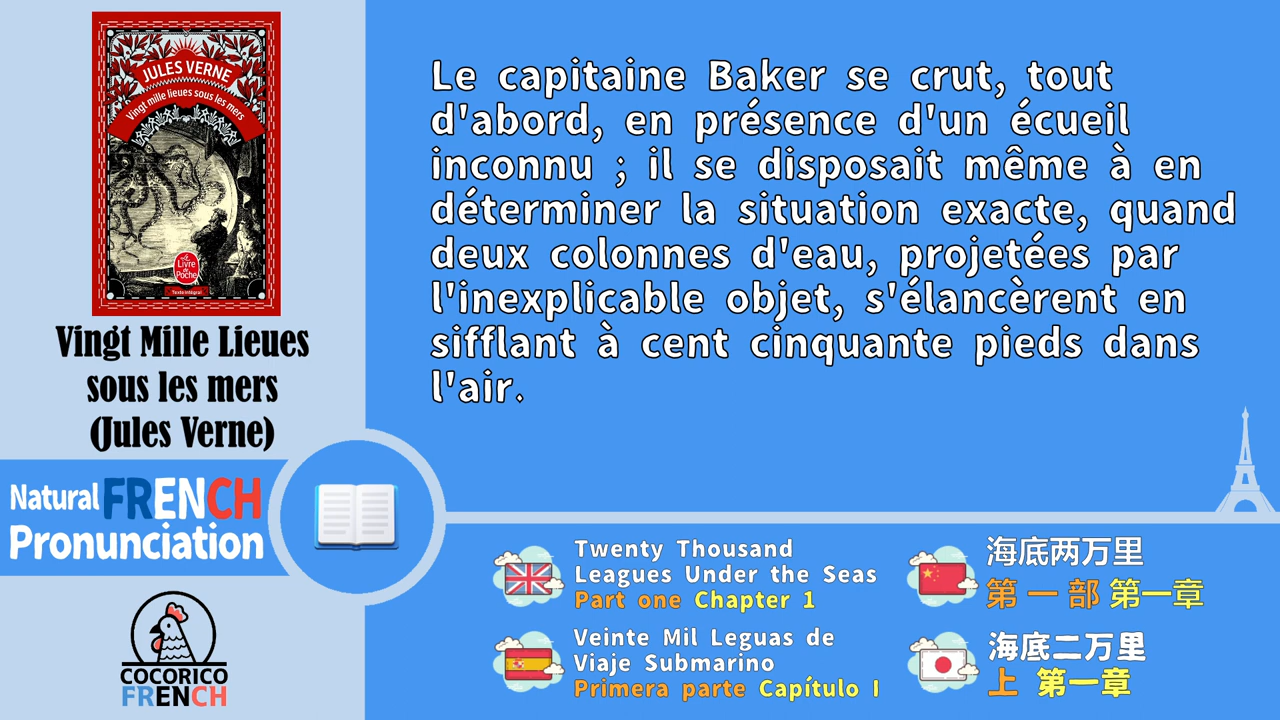 JULES VERNE
Vingt mille lieues sous les mers
Le
Livre
de
Poche
Texte intégral
Vingt Mille Lieues
sous les mers
(Jules Verne)
Natural FRENCH
Pronunciation
COCORICO
FRENCH
Le capitaine Baker se crut, tout
d'abord, en présence d'un écueil
inconnu ; il se disposait même à en
déterminer la situation exacte, quand
deux colonnes d'eau, projetées par
l'inexplicable objet, s'élancèrent en
sifflant à cent cinquante pieds dans
l'air.
Twenty Thousand
Leagues Under the Seas
Part one Chapter 1
海底两万里
第 一 部 第一章
Veinte Mil Leguas de
Viaje Submarino
Primera parte Capítulo I
海底二万里
上 第一章